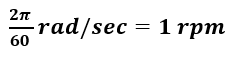 2π/60 rad/sec = 1 rpm